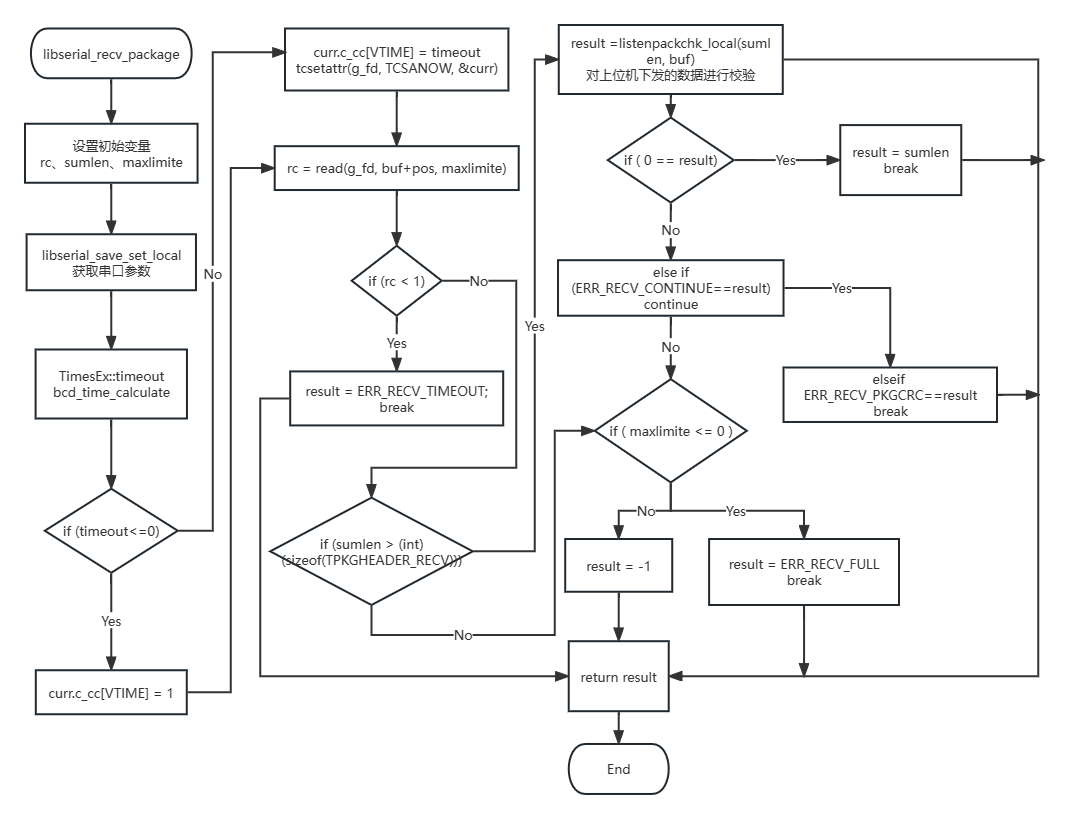 libserial_recv_package
设置初始变量
rc、sumlen、maxlimite
libserial_save_set_local
获取串口参数
TimesEx::timeout
bcd_time_calculate
if (timeout<=0)
No
Yes
curr.c_cc[VTIME] = 1
curr.c_cc[VTIME] = timeout
tcsetattr(g_fd, TCSANOW, &curr)
rc = read(g_fd, buf+pos, maxlimite)
if (rc < 1)
No
Yes
result = ERR_RECV_TIMEOUT;
break
if (sumlen > (int)
(sizeof(TPKGHEADER_RECV)))
Yes
No
result =listenpackchk_local(suml
en, buf)
对上位机下发的数据进行校验
if ( 0 == result)
Yes
result = sumlen
break
No
else if
(ERR_RECV_CONTINUE==result)
continue
Yes
elseif
ERR_RECV_PKGCRC==result
break
No
if ( maxlimite <= 0 )
No
Yes
result = -1
result = ERR_RECV_FULL
break
return result
End